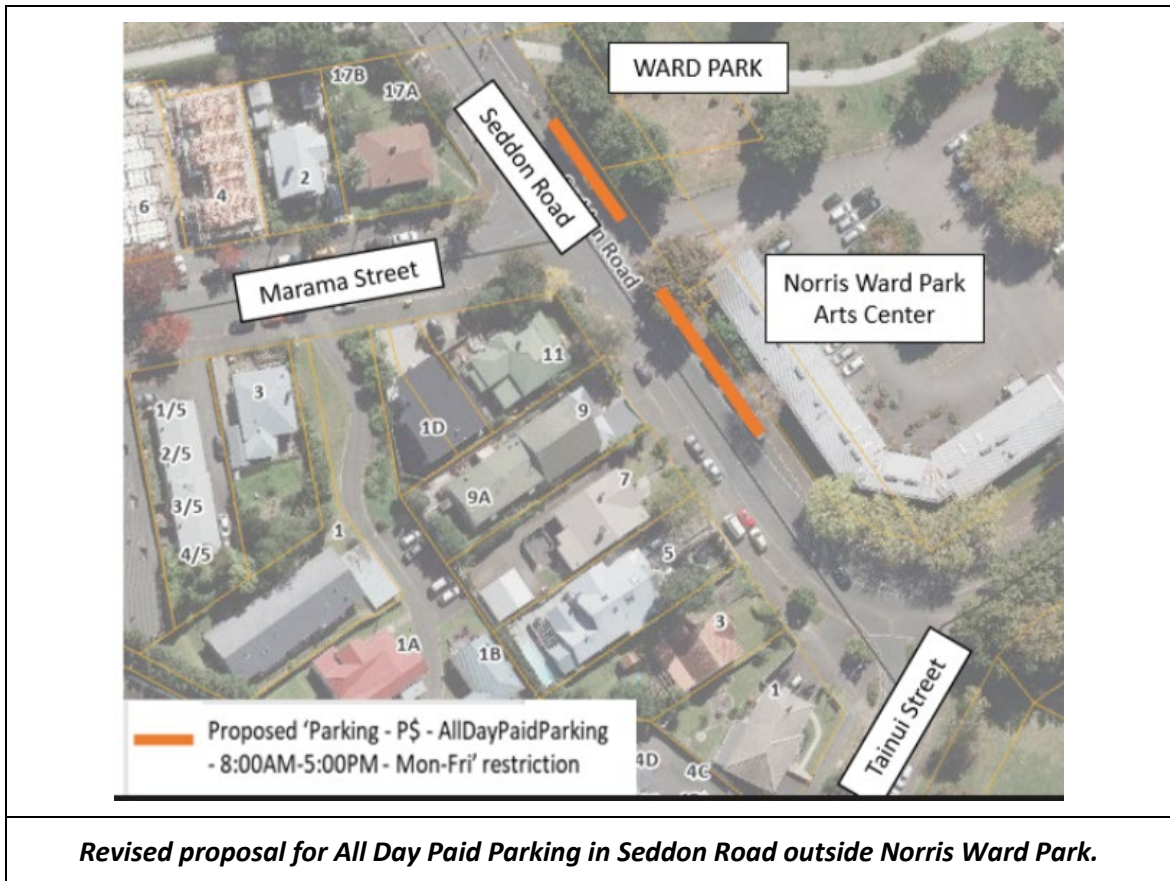 WARD PARK
17B
17A
Seddon Road
2
4
6
n Road
Marama Street
Norris Ward Park
Arts Center
11
3
1/5
1D
9
2/5
9A
7
3/5
1
4/5
5
3
1A
1B
1
Proposed 'Parking - P$ - AllDayPaidParking
- 8:00AM-5:00PM - Mon-Fri' restriction
4D
4C
Tainui Street
Revised proposal for All Day Paid Parking in Seddon Road outside Norris Ward Park.